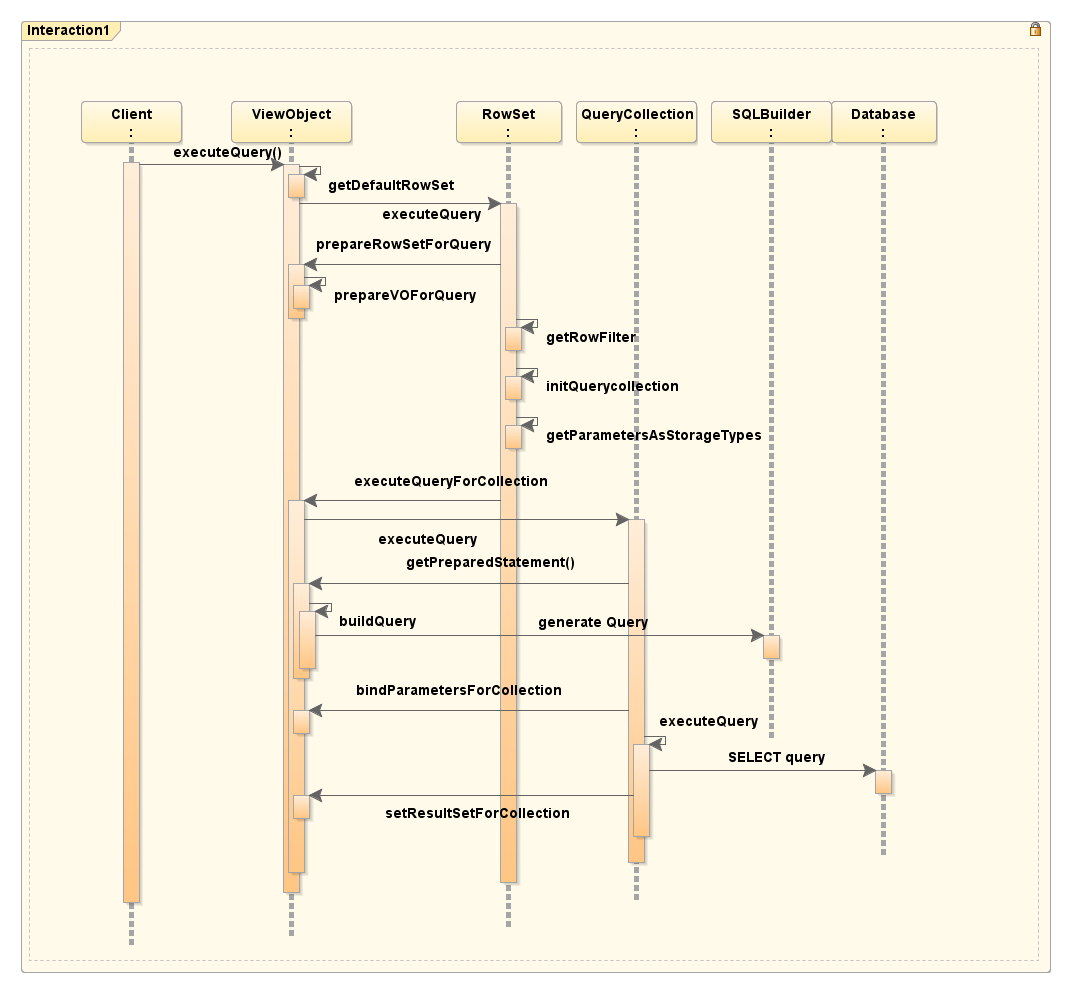 Interaction1
Client
:
ViewObject
:
RowSet
:
QueryCollection
:
SQLBuilder
:
Database
:
executeQuery()
getDefaultRowSet
executeQuery
prepareRowSetForQuery
prepareVOForQuery
getRowFilter
initQuerycollection
getParametersAsStorageTypes
executeQueryForCollection
executeQuery
getPreparedStatement()
buildQuery
generate Query
bindParametersForCollection
executeQuery
SELECT query
setResultSetForCollection